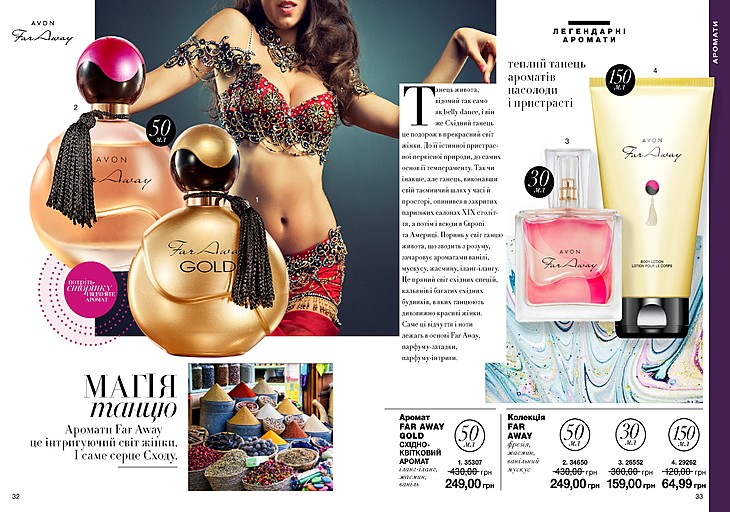 AVON
Far Away
2
50
МЛ
1
AVON
Far Away
Far Away
GOLD
потріть
сторінку
і відчуйте
аромат
МАГІЯ
танцю
Аромати Far Away
це інтригуючий світ жінки.
І саме серце Сходу.
32
Танець живота,
відомий так само
як belly dance, і він
же Східний танець
це подорож в прекрасний світ
жінки. До її істинної пристрас-
ної первісної природи, до самих
основ її темпераменту. Так чи
інакше, але танець, виконавши
свій таємничий шлях у часі й
просторі, опинився в закритих
паризьких салонах XIX століт-
тя, а потім і всюди в Європі
та Америці. Поринь у світ танцю
живота, що зводить з розуму,
зачаровує ароматами ванілі,
мускусу, жасмину, іланг-ілангу.
Це пряний світ східних спецій,
кальянів і багатих східних
будинків, в яких танцюють
дивовижно красиві жінки.
Саме ці відчуття і ноти
лежать в основі Far Away,
парфуму-загадки,
парфуму-інтриги.
ЛЕГЕНДАРНІ
АРОМАТИ
АРОМАТИ
теплий танець
ароматів
насолоди
і пристрасті
150
МЛ
4
3
30
МЛ
AVON
Far Away
AVON
Far Away
BODY LOTION
LOTION POUR LE CORPS
Аромат
FAR AWAY
GOLD
СХІДНО-
КВІТКОВИЙ
АРОМАТ
іланг-іланг,
жасмин,
ваніль
50
МЛ
1. 35307
430,00 грн
249,00 грн
Колекція
FAR
AWAY
фрезія,
жасмин,
ванільний
мускус
50
МЛ
2. 34650
430,00 грн
249,00 грн
30
МЛ
3. 26552
300,00 грн
159,00 грн
150
МЛ
4. 29262
120,00 грн
64,99 грн
33